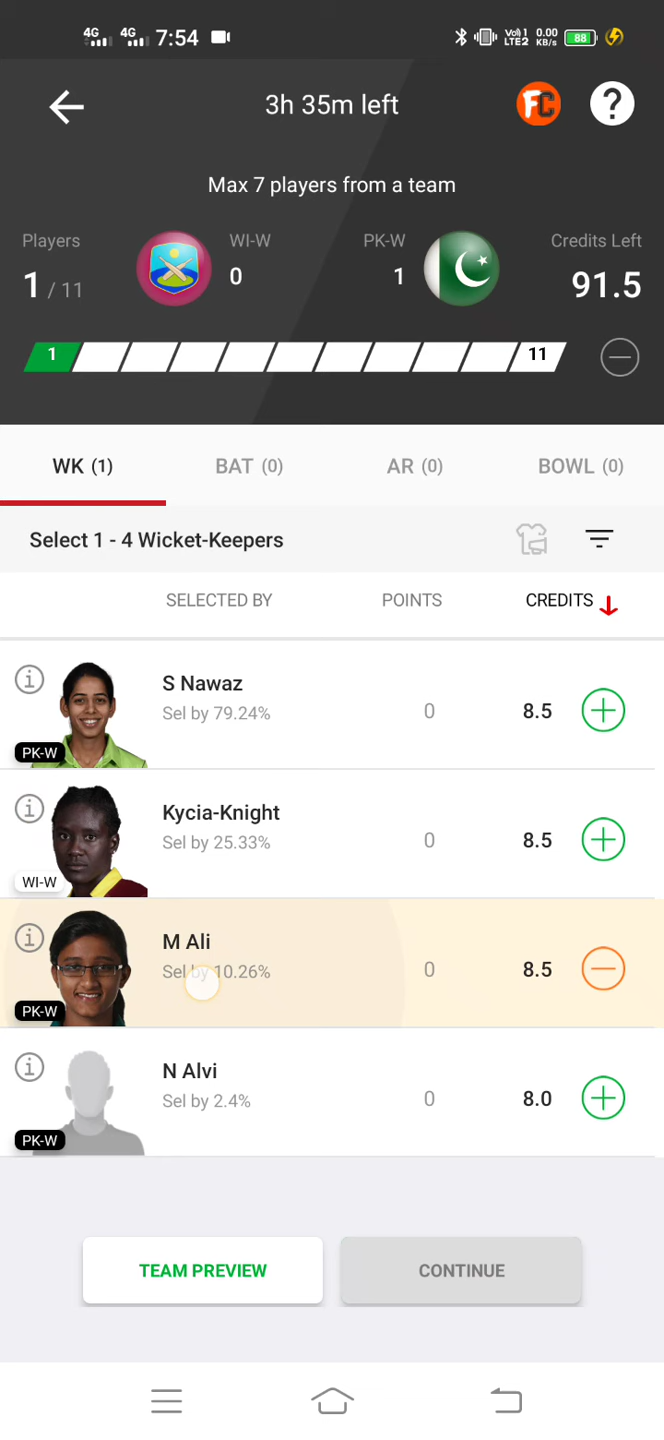 4G 4G 7:54 Vo) 1 LTE2 0.00 KB/s 88
3h 35m left FC ?
Max 7 players from a team
Players WI-W PK-W Credits Left
1 / 11 0 1 91.5
1 11
WK (1) BAT (0) AR (0) BOWL (0)
Select 1 - 4 Wicket-Keepers
SELECTED BY POINTS CREDITS
S Nawaz
Sel by 79.24% 0 8.5
PK-W
Kycia-Knight
Sel by 25.33% 0 8.5
WI-W
M Ali
Sel by 10.26% 0 8.5
PK-W
N Alvi
Sel by 2.4% 0 8.0
PK-W
TEAM PREVIEW CONTINUE